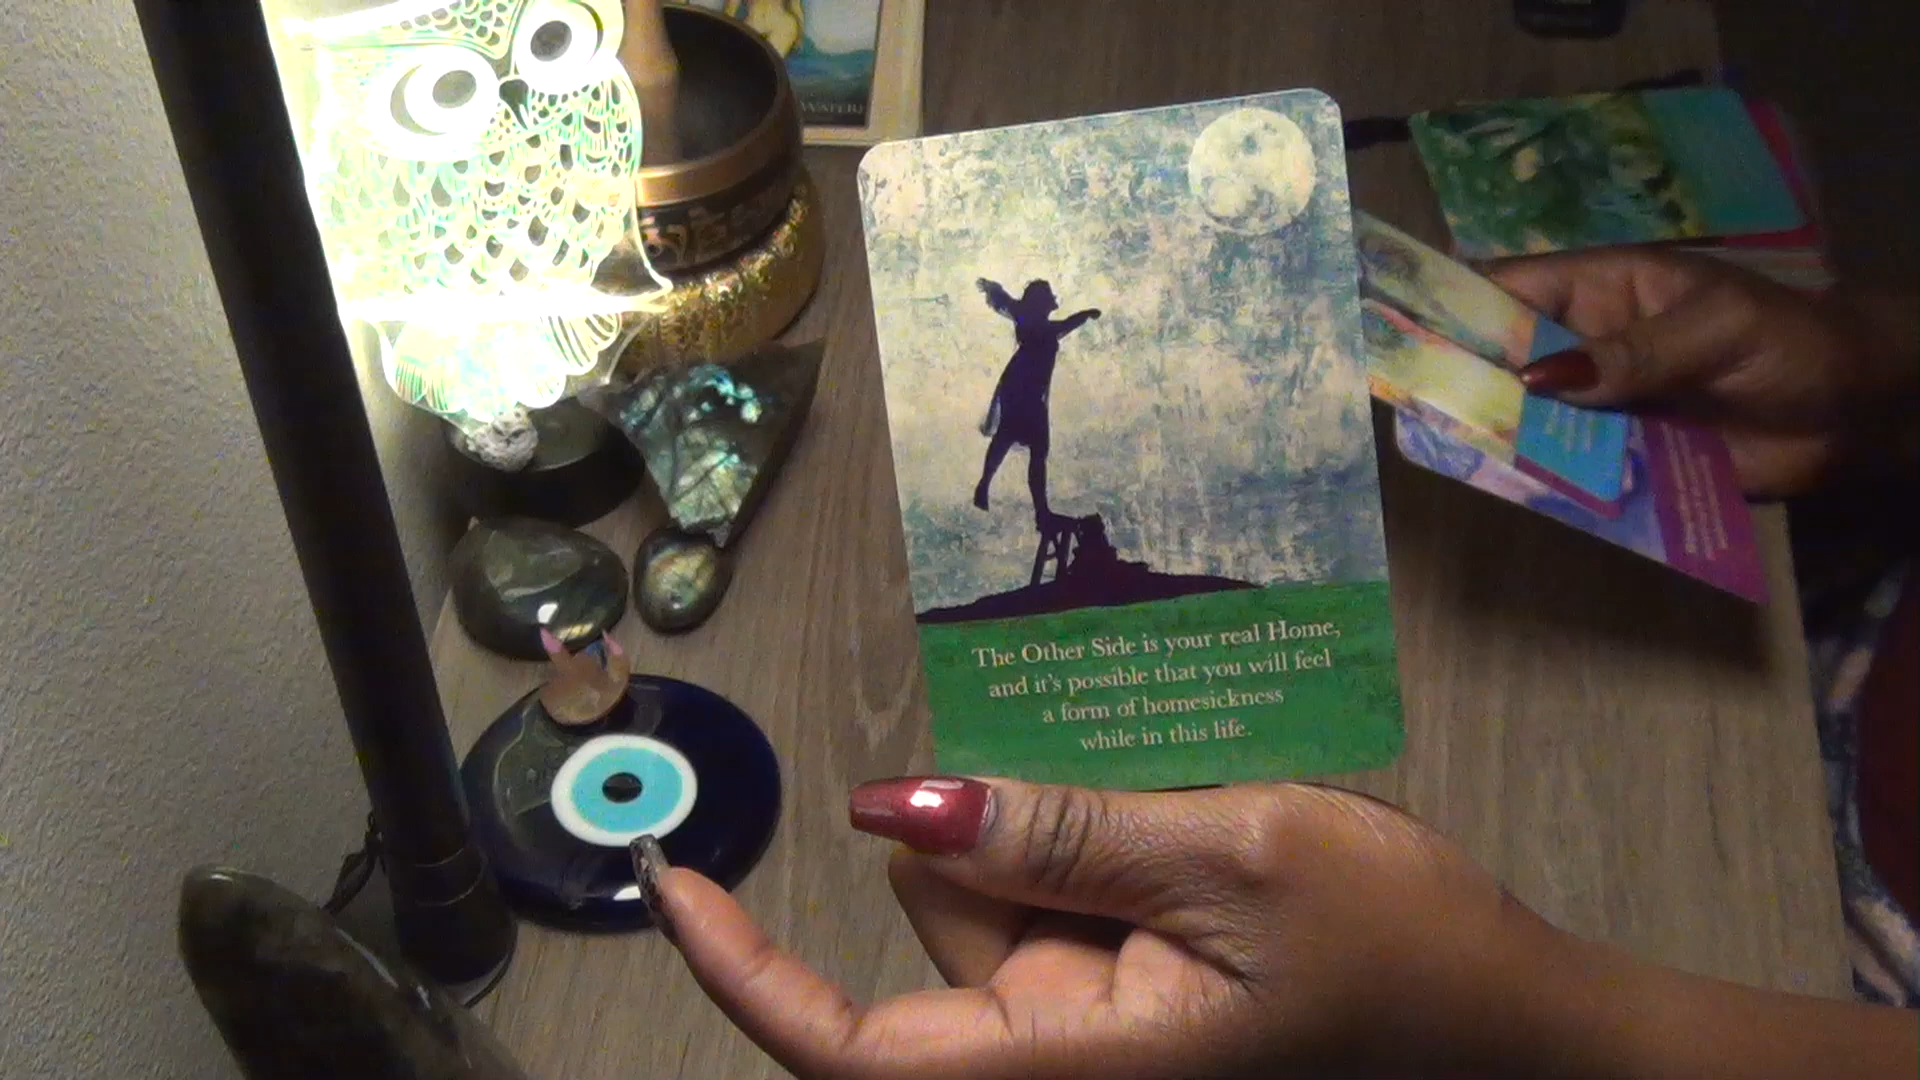 WATER
The Other Side is your real Home,
and it's possible that you will feel
a form of homesickness
while in this life.